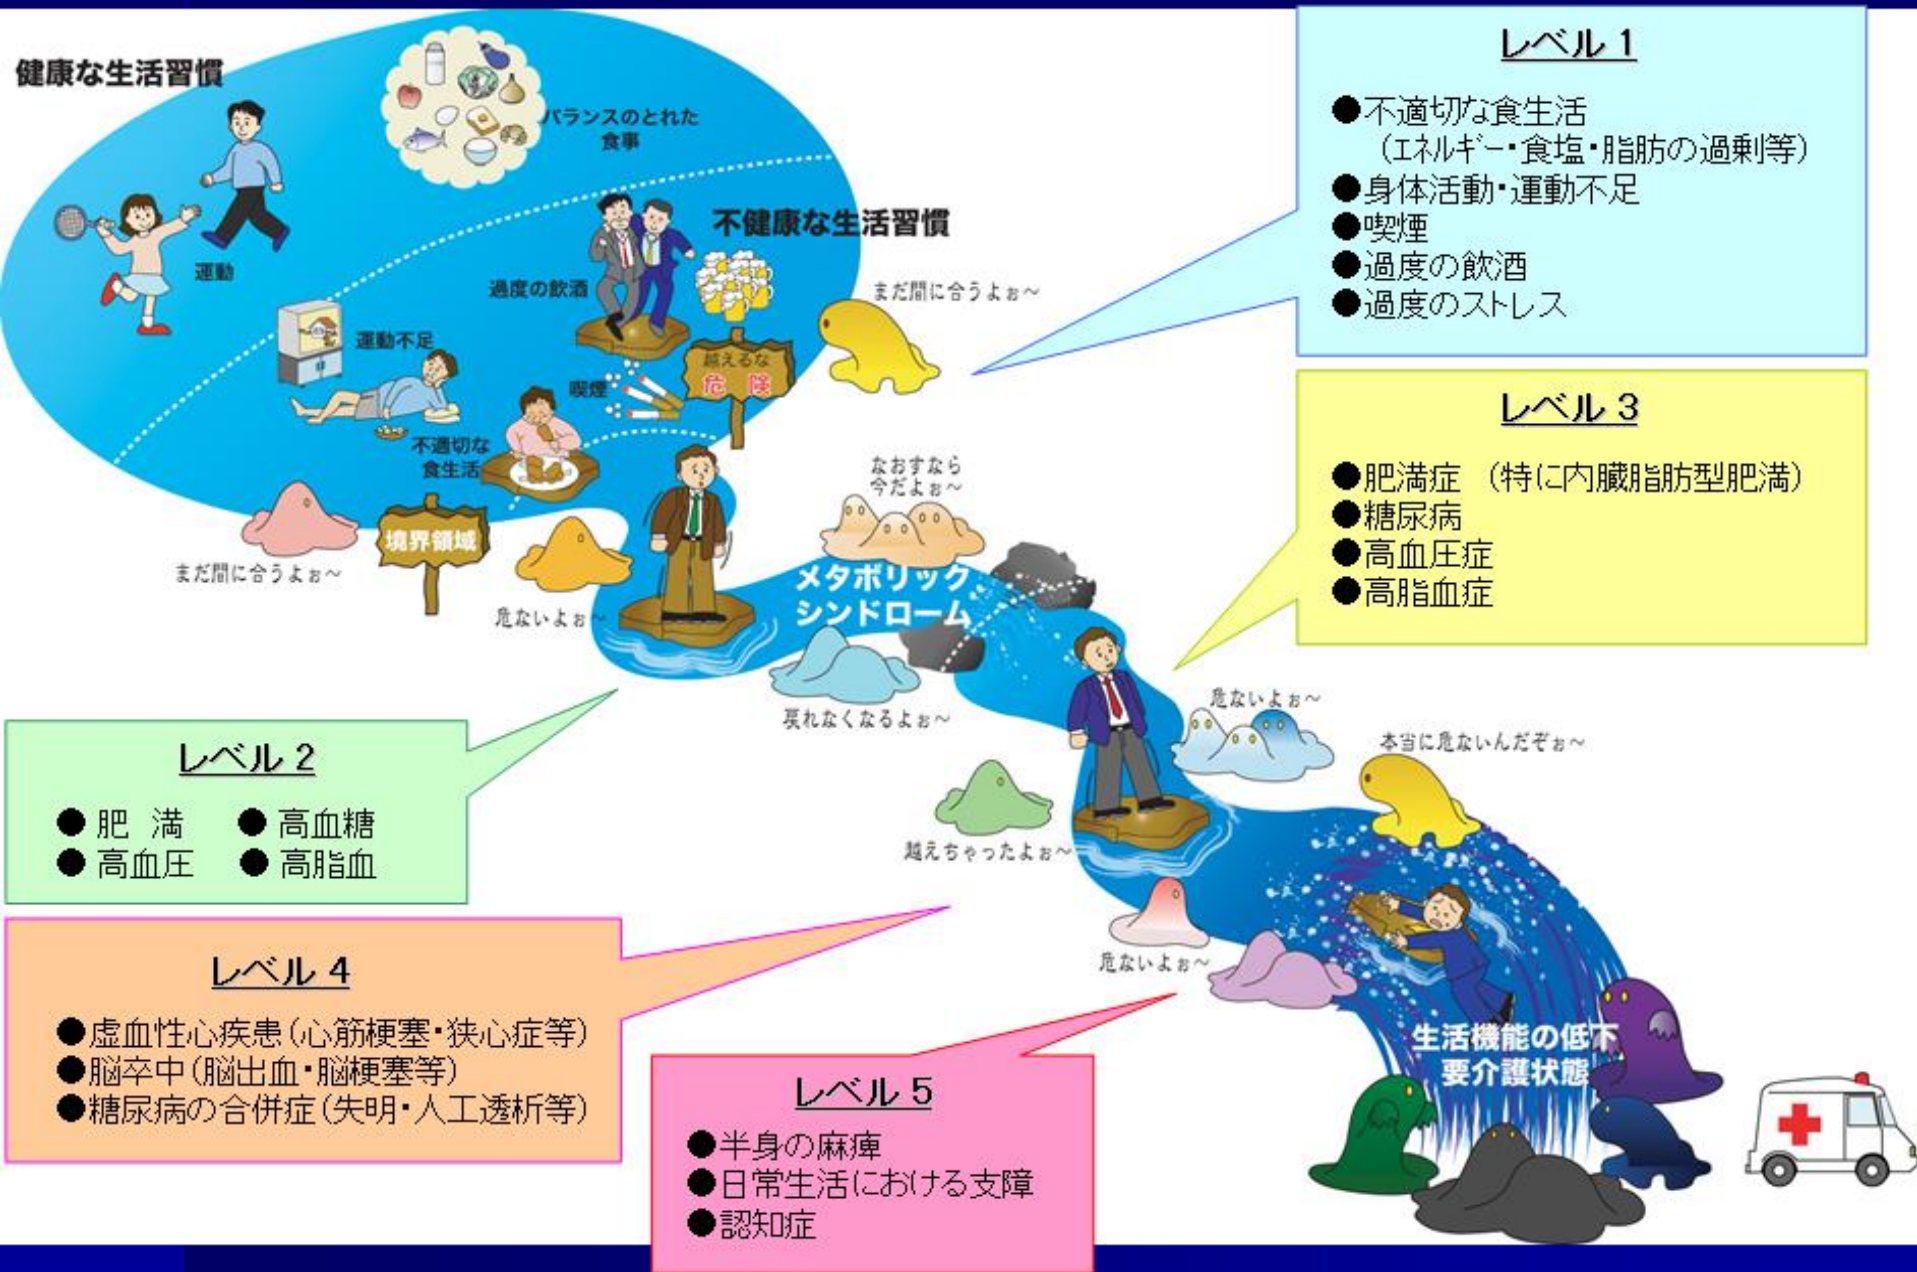 健康な生活習慣
バランスのとれた
食事
運動
不健康な生活習慣
過度の飲酒
まだ間に合うよぉ～
運動不足
喫煙
越えるな
危 険
不適切な
食生活
境界領域
まだ間に合うよぉ～
危ないよぉ～
なおすなら
今だよぉ～
メタボリック
シンドローム
戻れなくなるよぉ～
危ないよぉ～
本当に危ないんだぞぉ～
越えちゃったよぉ～
危ないよぉ～
生活機能の低下
要介護状態
レベル 1
●不適切な食生活
（エネルギー・食塩・脂肪の過剰等）
●身体活動・運動不足
●喫煙
●過度の飲酒
●過度のストレス
レベル 2
● 肥 満 ● 高血糖
● 高血圧 ● 高脂血
レベル 3
●肥満症 （特に内臓脂肪型肥満）
●糖尿病
●高血圧症
●高脂血症
レベル 4
●虚血性心疾患（心筋梗塞・狭心症等）
●脳卒中（脳出血・脳梗塞等）
●糖尿病の合併症（失明・人工透析等）
レベル 5
●半身の麻痺
●日常生活における支障
●認知症